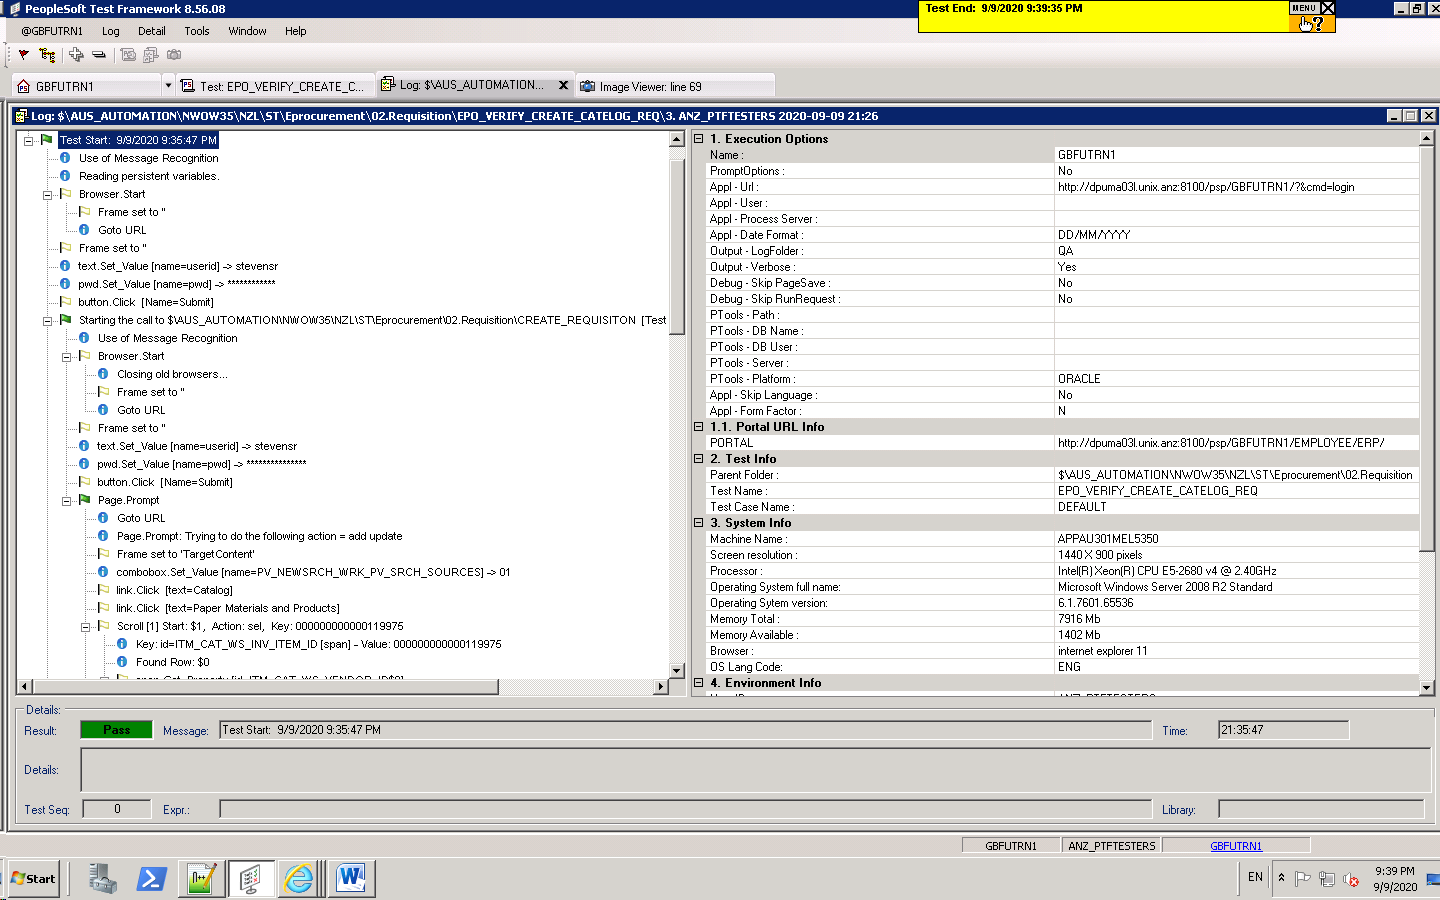 PeopleSoft Test Framework 8.56.08
Test End:  9/9/2020 9:39:35 PM
MENU
@GBFUTRN1 Log Detail Tools Window Help
GBFUTRN1
Test: EPO_VERIFY_CREATE_C...
Log: $\AUS_AUTOMATION...
Image Viewer: line 69
Log: $\AUS_AUTOMATION\NWOW35\NZL\ST\Eprocurement\02.Requisition\EPO_VERIFY_CREATE_CATELOG_REQ\3. ANZ_PTFTESTERS 2020-09-09 21:26
Test Start:  9/9/2020 9:35:47 PM
Use of Message Recognition
Reading persistent variables.
Browser.Start
Frame set to ''
Goto URL
Frame set to ''
text.Set_Value [name=userid] -> stevensr
pwd.Set_Value [name=pwd] -> ************
button.Click  [Name=Submit]
Starting the call to $\AUS_AUTOMATION\NWOW35\NZL\ST\Eprocurement\02.Requisition\CREATE_REQUISITON  [Test
Use of Message Recognition
Browser.Start
Closing old browsers...
Frame set to ''
Goto URL
Frame set to ''
text.Set_Value [name=userid] -> stevensr
pwd.Set_Value [name=pwd] -> ***************
button.Click  [Name=Submit]
Page.Prompt
Goto URL
Page.Prompt: Trying to do the following action = add update
Frame set to 'TargetContent'
combobox.Set_Value [name=PV_NEWSRCH_WRK_PV_SRCH_SOURCES] -> 01
link.Click  [text=Catalog]
link.Click  [text=Paper Materials and Products]
Scroll [1] Start: $1,  Action: sel,  Key: 000000000000119975
Key: id=ITM_CAT_WS_INV_ITEM_ID [span] - Value: 000000000000119975
Found Row: $0
span.Get_Property [id=ITM_CAT_WS_VENDOR_ID$0]
1. Execution Options
Name : GBFUTRN1
PromptOptions : No
Appl - Url : http://dpuma03l.unix.anz:8100/psp/GBFUTRN1/?&cmd=login
Appl - User :
Appl - Process Server :
Appl - Date Format : DD/MM/YYYY
Output - LogFolder : QA
Output - Verbose : Yes
Debug - Skip PageSave : No
Debug - Skip RunRequest : No
PTools - Path :
PTools - DB Name :
PTools - DB User :
PTools - Server :
PTools - Platform : ORACLE
Appl - Skip Language : No
Appl - Form Factor : N
1.1. Portal URL Info
PORTAL http://dpuma03l.unix.anz:8100/psp/GBFUTRN1/EMPLOYEE/ERP/
2. Test Info
Parent Folder : $\AUS_AUTOMATION\NWOW35\NZL\ST\Eprocurement\02.Requisition
Test Name : EPO_VERIFY_CREATE_CATELOG_REQ
Test Case Name : DEFAULT
3. System Info
Machine Name : APPAU301MEL5350
Screen resolution : 1440 X 900 pixels
Processor : Intel(R) Xeon(R) CPU E5-2680 v4 @ 2.40GHz
Operating System full name: Microsoft Windows Server 2008 R2 Standard
Operating Sytem version: 6.1.7601.65536
Memory Total : 7916 Mb
Memory Available : 1402 Mb
Browser : internet explorer 11
OS Lang Code: ENG
4. Environment Info
ANZ_PTFTESTERS
Details:
Result: Pass Message: Test Start:  9/9/2020 9:35:47 PM Time: 21:35:47
Details:
Test Seq: 0 Expr.: Library:
GBFUTRN1 ANZ_PTFTESTERS GBFUTRN1
Start
EN
9:39 PM
9/9/2020